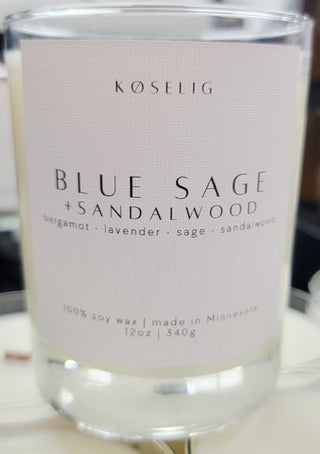 KØSELIG
BLUE SAGE
+SANDALWOOD
bergamot · lavender · sage · sandalwood
100% soy wax | made in Minnesota
12oz | 340g